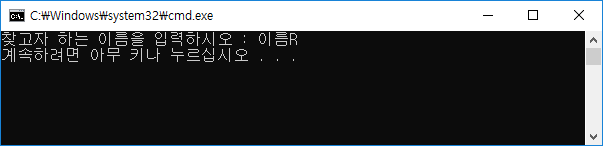 C:₩Windows₩system32₩cmd.exe
찾고자 하는 이름을 입력하시오 : 이름R
계속하려면 아무 키나 누르십시오 . . .